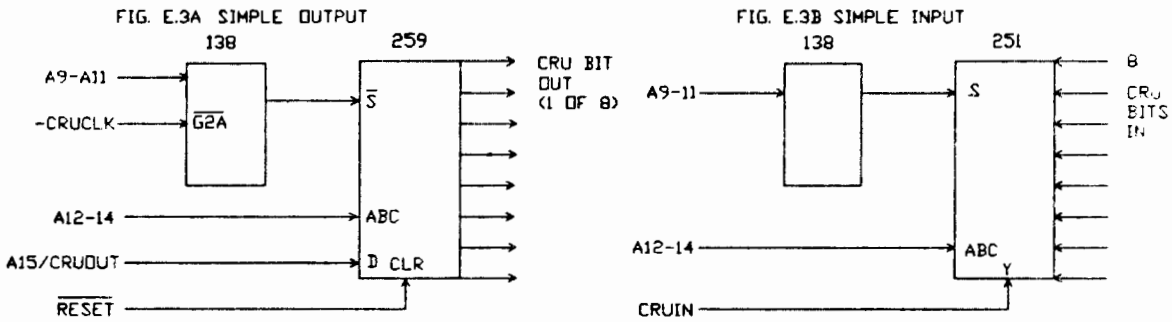 FIG. E.3A SIMPLE OUTPUT
138
259
A9-A11
-CRUCLK
G2A
S
A12-14
ABC
A15/CRUOUT
D CLR
RESET
CRU BIT
OUT
(1 OF 8)
FIG. E.3B SIMPLE INPUT
138
251
A9-11
S
A12-14
ABC
Y
CRUIN
8
CRU
BITS
IN